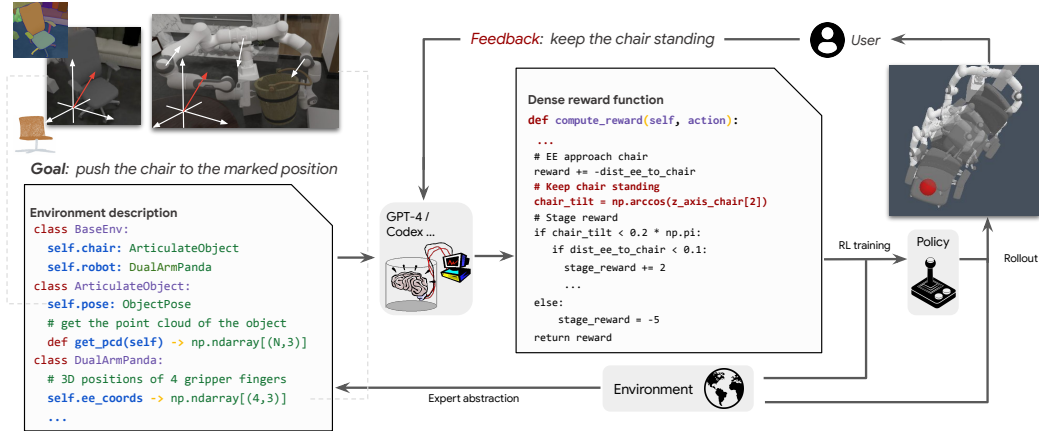 Feedback: keep the chair standing
User
Goal: push the chair to the marked position
Environment description
class BaseEnv:
self.chair: ArticulateObject
self.robot: DualArmPanda
class ArticulateObject:
self.pose: ObjectPose
# get the point cloud of the object
def get_pcd(self) -> np.ndarray[(N,3)]
class DualArmPanda:
# 3D positions of 4 gripper fingers
self.ee_coords -> np.ndarray[(4,3)]
...
GPT-4 /
Codex ...
Dense reward function
def compute_reward(self, action):
...
# EE approach chair
reward += -dist_ee_to_chair
# Keep chair standing
chair_tilt = np.arccos(z_axis_chair[2])
# Stage reward
if chair_tilt < 0.2 * np.pi:
if dist_ee_to_chair < 0.1:
stage_reward += 2
...
else:
stage_reward = -5
return reward
RL training
Policy
Rollout
Environment
Expert abstraction